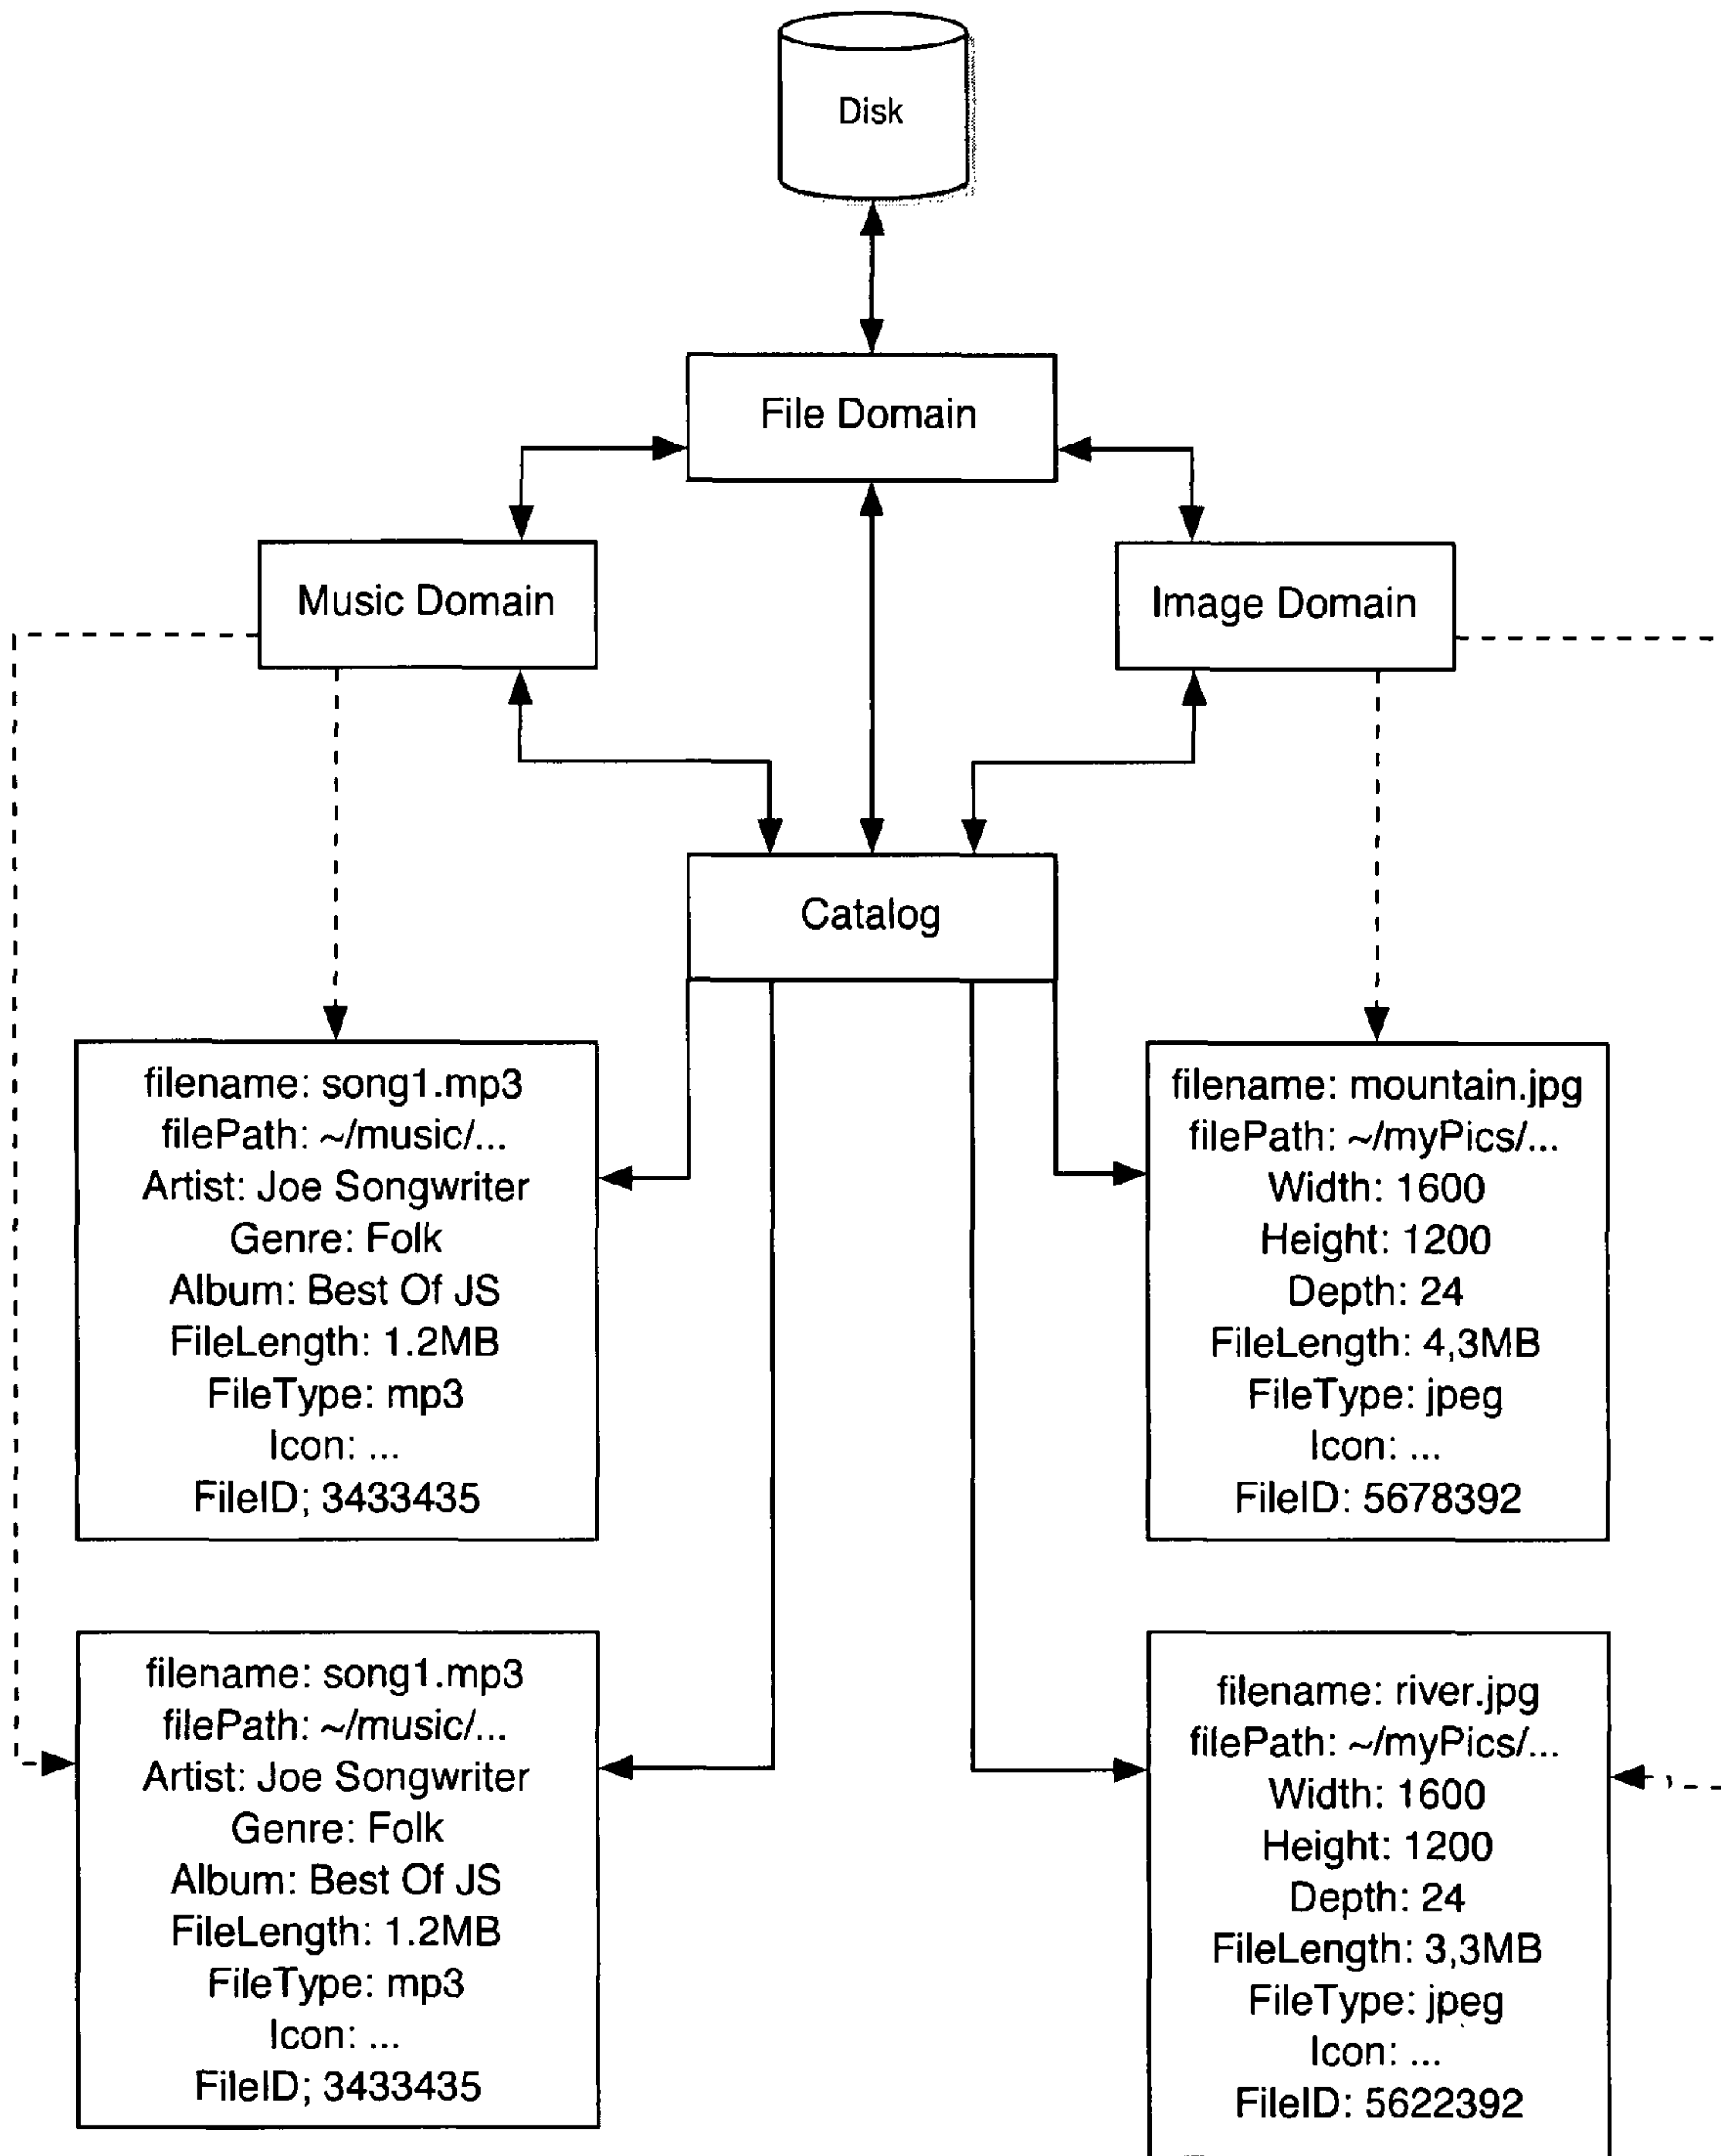 Disk
File Domain
Music Domain
Image Domain
Catalog
filename: song1.mp3
filePath: ~/music/...
Artist: Joe Songwriter
Genre: Folk
Album: Best Of JS
FileLength: 1.2MB
FileType: mp3
Icon: ...
FileID; 3433435
filename: mountain.jpg
filePath: ~/myPics/...
Width: 1600
Height: 1200
Depth: 24
FileLength: 4,3MB
FileType: jpeg
Icon: ...
FileID: 5678392
filename: song1.mp3
filePath: ~/music/...
Artist: Joe Songwriter
Genre: Folk
Album: Best Of JS
FileLength: 1.2MB
FileType: mp3
Icon: ...
FileID; 3433435
filename: river.jpg
filePath: ~/myPics/...
Width: 1600
Height: 1200
Depth: 24
FileLength: 3,3MB
FileType: jpeg
Icon: ...
FileID: 5622392